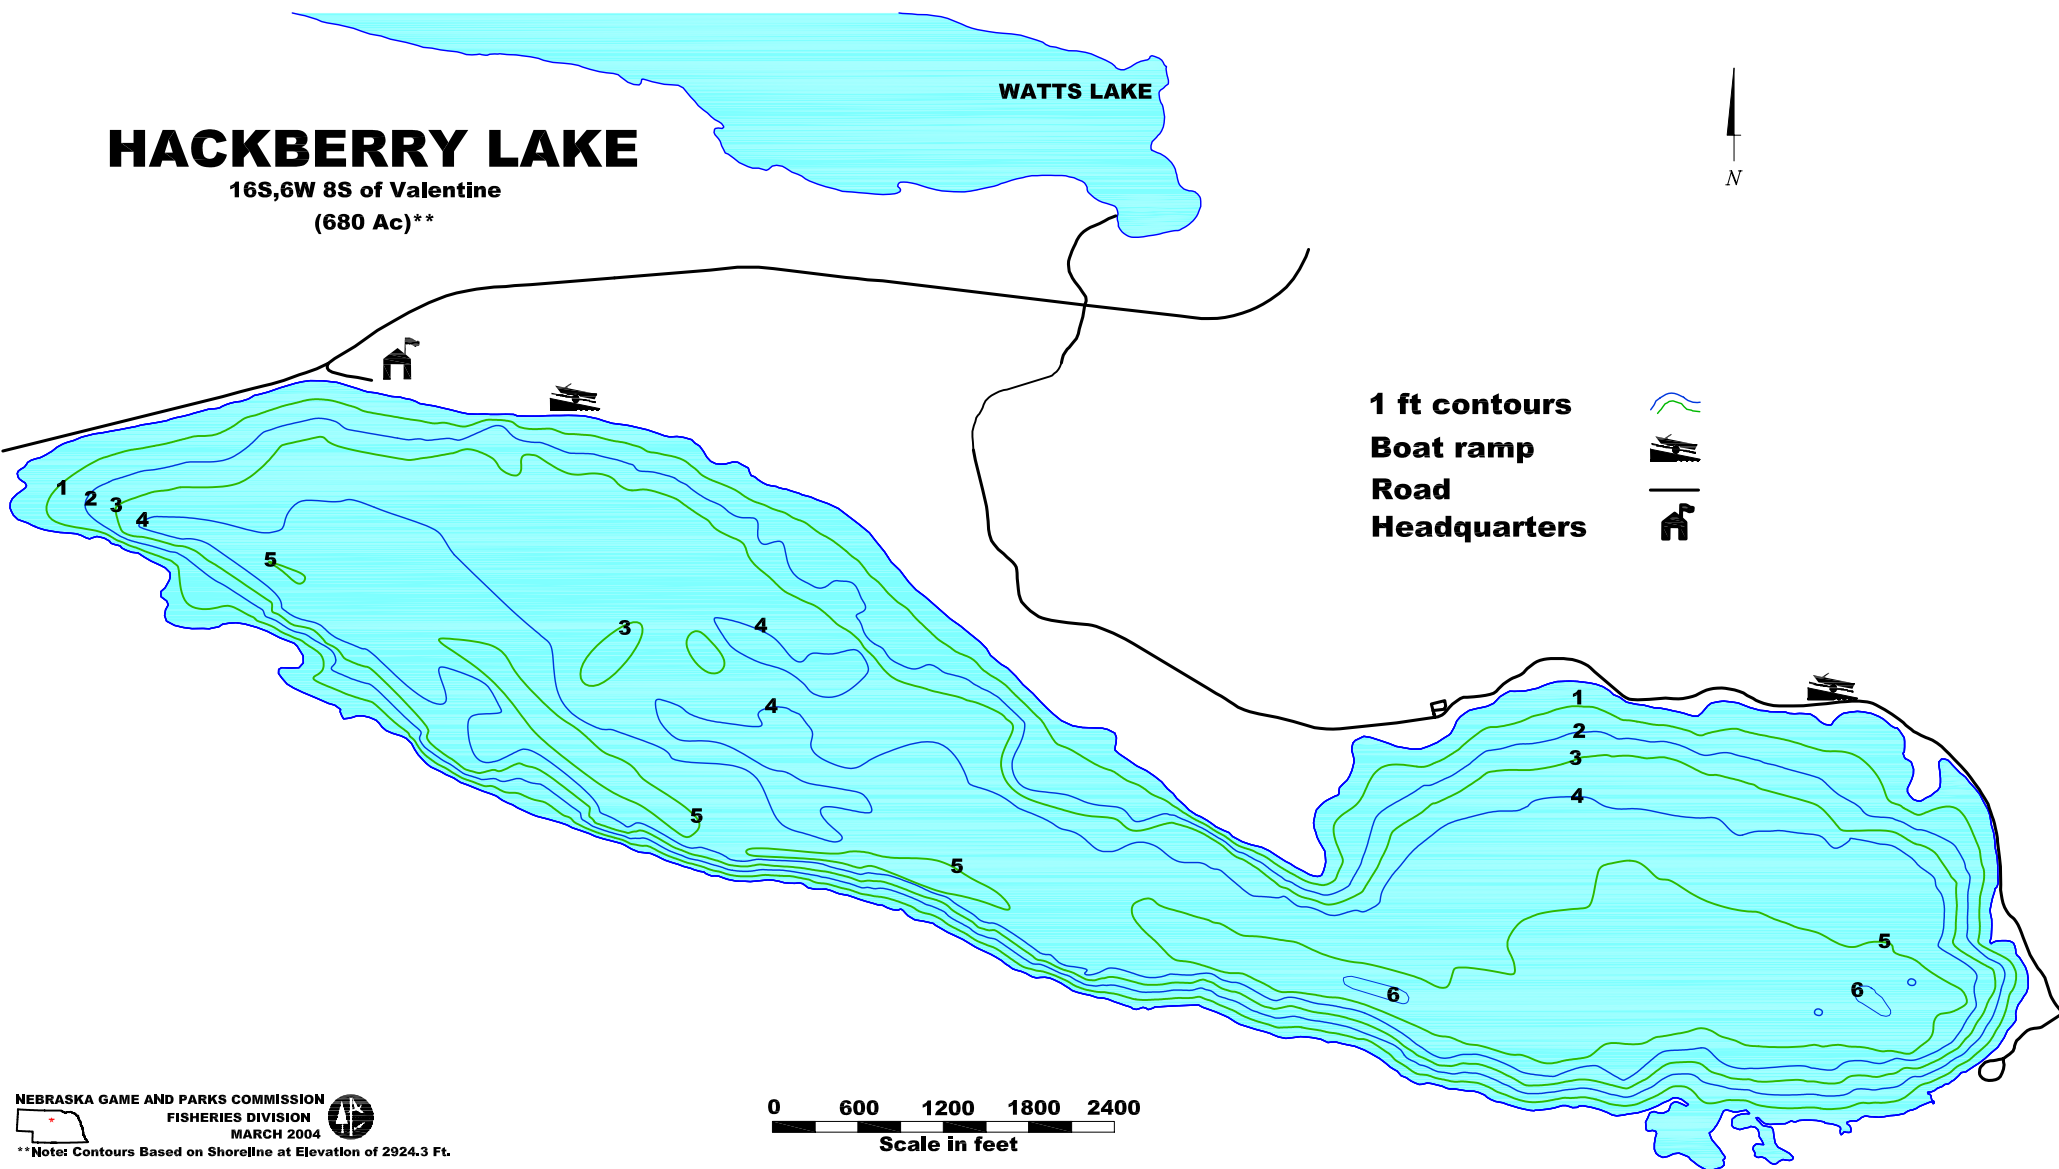 WATTS LAKE
HACKBERRY LAKE
16S,6W 8S of Valentine
(680 Ac)**
N
1 ft contours
Boat ramp
Road
Headquarters
1
2
3
4
5
3
4
4
5
5
1
2
3
4
5
6
6
NEBRASKA GAME AND PARKS COMMISSION
FISHERIES DIVISION
MARCH 2004
**Note: Contours Based on Shoreline at Elevation of 2924.3 Ft.
0 600 1200 1800 2400
Scale in feet